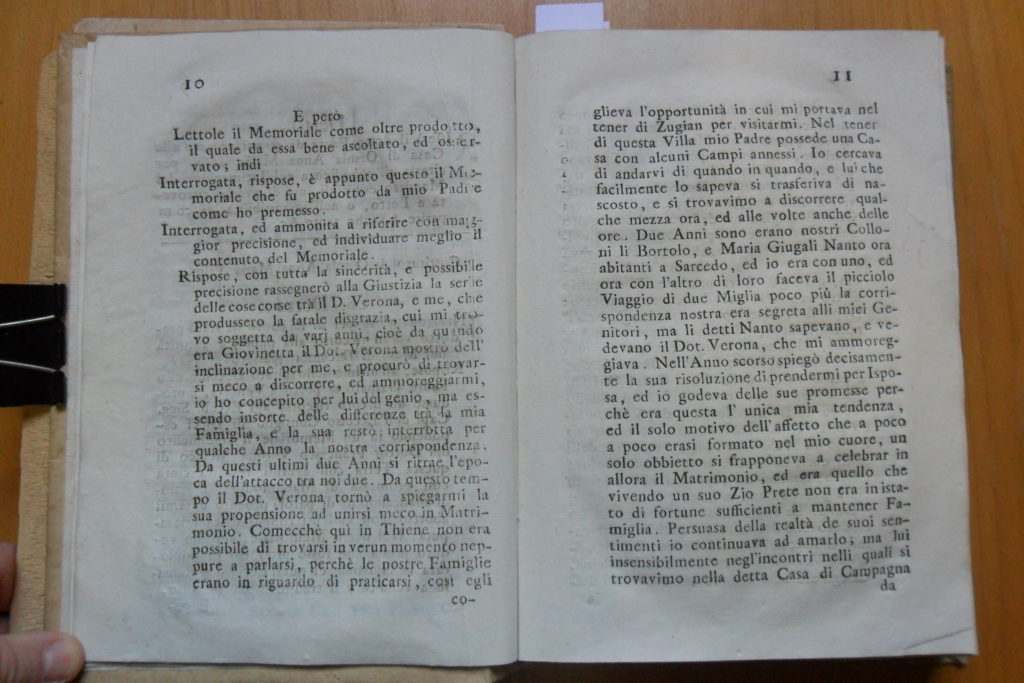 10
E però
Lettole il Memoriale come oltre prodotto,
il quale da essa bene ascoltato, ed osser-
vato; indi
Interrogata, rispose, è appunto questo il Me-
moriale che fu prodotto da mio Padre
come ho premesso.
Interrogata, ed ammonita a riferire con mag-
gior precisione, ed individuare meglio il
contenuto del Memoriale.
Rispose, con tutta la sincerità, e possibile
precisione rassegnerò alla Giustizia la serie
delle cose corse trà il D. Verona, e me, che
produssero la fatale disgrazia, cui mi tro-
vo soggetta da varj anni, cioè da quando
era Giovinetta il Dot. Verona mostrò dell'
inclinazione per me, e procurò di trovar-
si meco a discorrere, ed ammoreggiarmi,
io ho concepito per lui del genio, ma es-
sendo insorte delle differenze trà la mia
Famiglia, e la sua restò interrotta per
qualche Anno la nostra corrispondenza.
Da questi ultimi due Anni si ritrae l'epo-
ca dell'attacco tra noi due. Da questo tem-
po il Dot. Verona tornò a spiegarmi la
sua propensione ad unirsi meco in Matri-
monio. Comecchè quì in Thiene non era
possibile di trovarsi in verun momento nep-
pure a parlarsi, perchè le nostre Famiglie
erano in riguardo di praticarsi, così egli
co-
11
glieva l'opportunità in cui mi portava nel
tener di Zugian per visitarmi. Nel tener
di questa Villa mio Padre possede una Ca-
sa con alcuni Campi annessi. Io cercava
di andarvi di quando in quando, e lui che
facilmente lo sapeva si trasferiva di na-
scosto, e si trovavimo a discorrere qual-
che mezza ora, ed alle volte anche delle
ore. Due Anni sono erano nostri Collo-
ni li Bortolo, e Maria Giugali Nanto ora
abitanti a Sarcedo, ed io era con uno, ed
ora con l'altro di loro faceva il picciolo
Viaggio di due Miglia poco più la corri-
spondenza nostra era segreta alli miei Ge-
nitori, ma li detti Nanto sapevano, e ve-
devano il Dot. Verona, che mi ammoreg-
giava. Nell'Anno scorso spiegò decisamen-
te la sua risoluzione di prendermi per Ispo-
sa, ed io godeva delle sue promesse per-
chè era questa l' unica mia tendenza,
ed il solo motivo dell'affetto che a poco
a poco erasi formato nel mio cuore, un
solo obbietto si frapponeva a celebrar in
allora il Matrimonio, ed era quello che
vivendo un suo Zio Prete non era in ista-
to di fortune sufficienti a mantener Fa-
miglia. Persuasa della realtà de suoi sen-
timenti io continuava ad amarlo; ma lui
insensibilmente negl'incontri nelli quali si
trovavimo nella detta Casa di Campagna
da